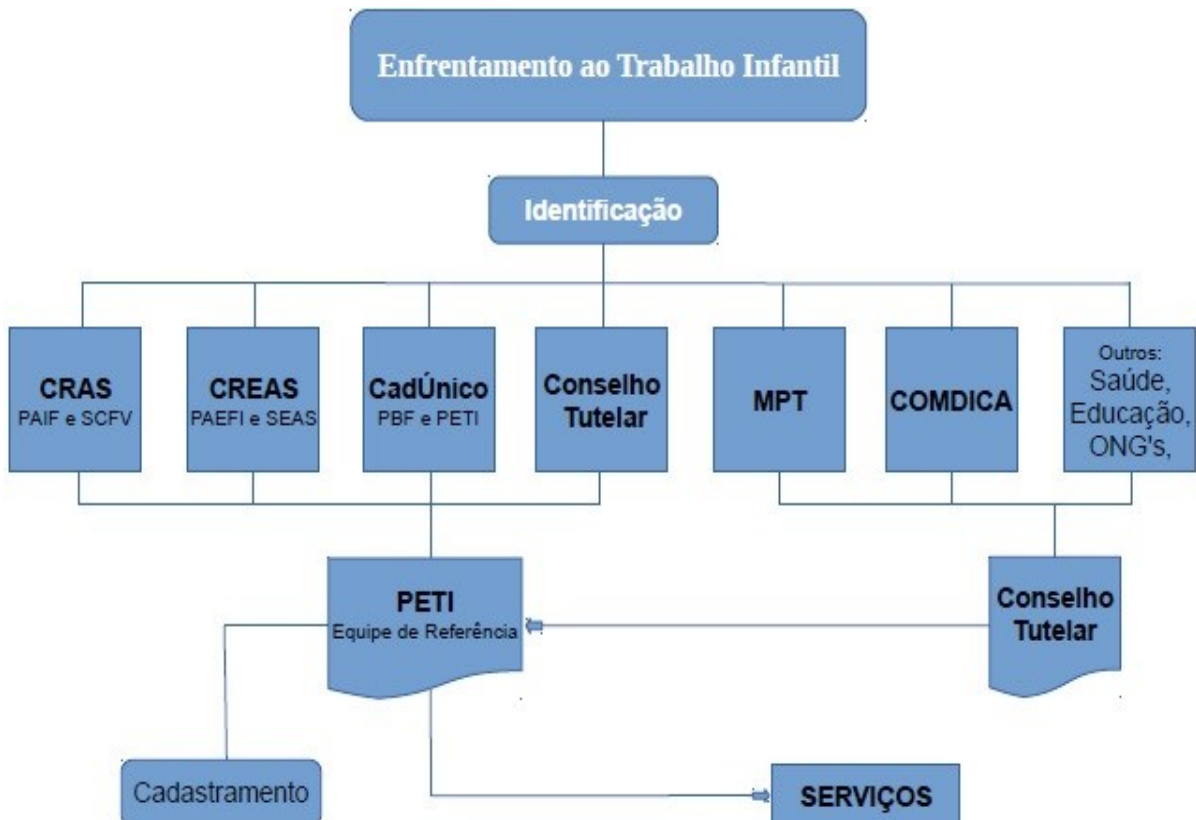 Enfrentamento ao Trabalho Infantil
Identificação
CRAS
PAIF e SCFV
CREAS
PAEFI e SEAS
CadÚnico
PBF e PETI
Conselho
Tutelar
MPT
COMDICA
Outros:
Saúde,
Educação,
ONG's,
PETI
Equipe de Referência
Conselho
Tutelar
Cadastramento
SERVIÇOS